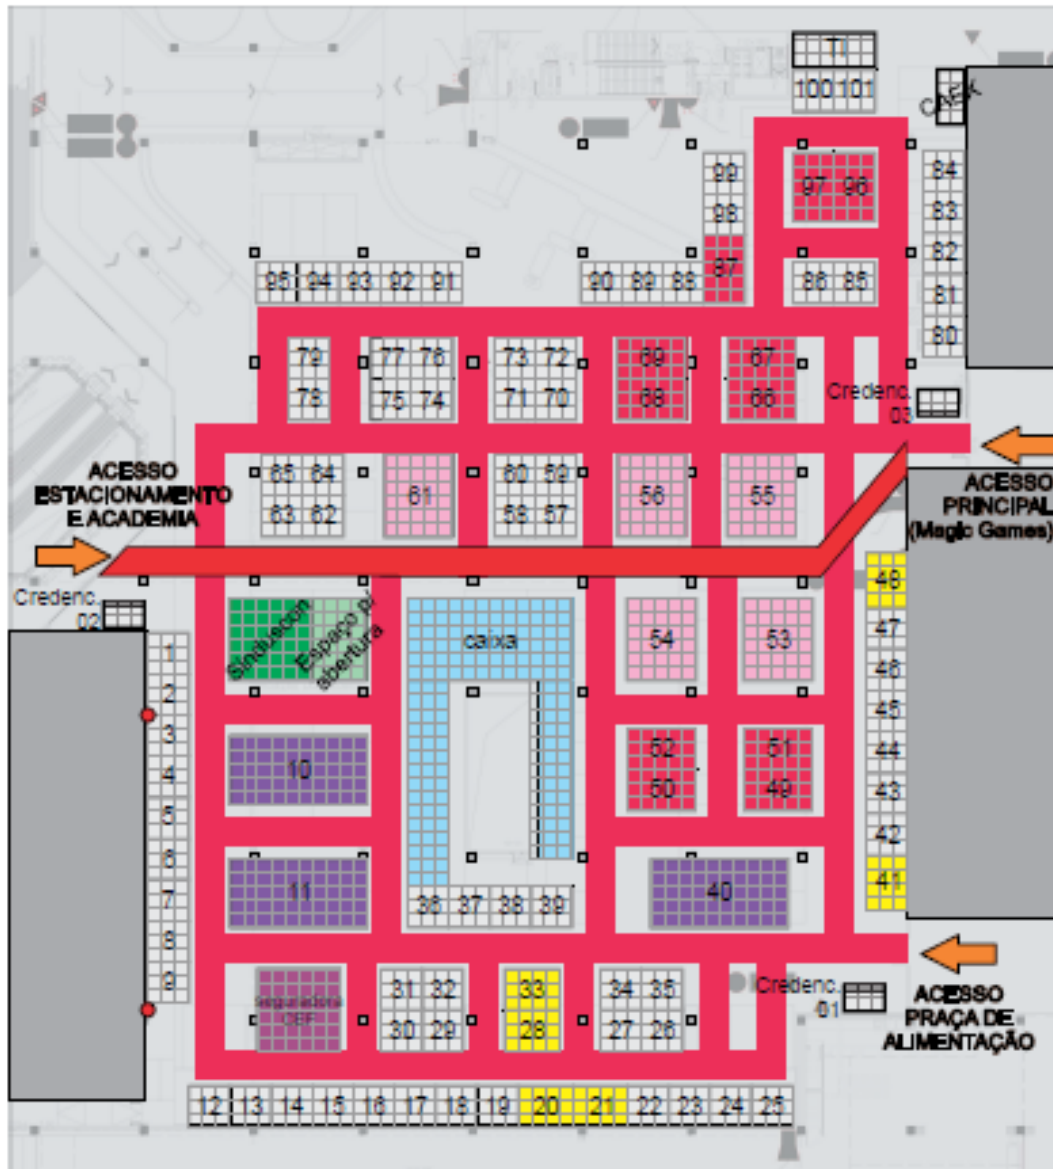 TI
100 101
CAEX
99
98
97 96
84
83
82
81
80
95 94 93 92 91
90 89 88 87
86 85
79
78
77 76
75 74
73 72
71 70
69
68
67
66
Credenc.
03
ACESSO
ESTACIONAMENTO
E ACADEMIA
65 64
63 62
61
60 59
58 57
56
55
ACESSO
PRINCIPAL
(Magic Games)
Credenc.
02
Sinduscon
Espaço p/
abertura
caixa
54
53
48
47
46
45
44
43
42
41
1
2
3
4
5
6
7
8
9
10
52
50
51
49
11
40
36 37 38 39
Seguradora
CEF
31 32
30 29
33
28
34 35
27 26
Credenc.
01
ACESSO
PRAÇA DE
ALIMENTAÇÃO
12 13 14 15 16 17 18 19 20 21 22 23 24 25